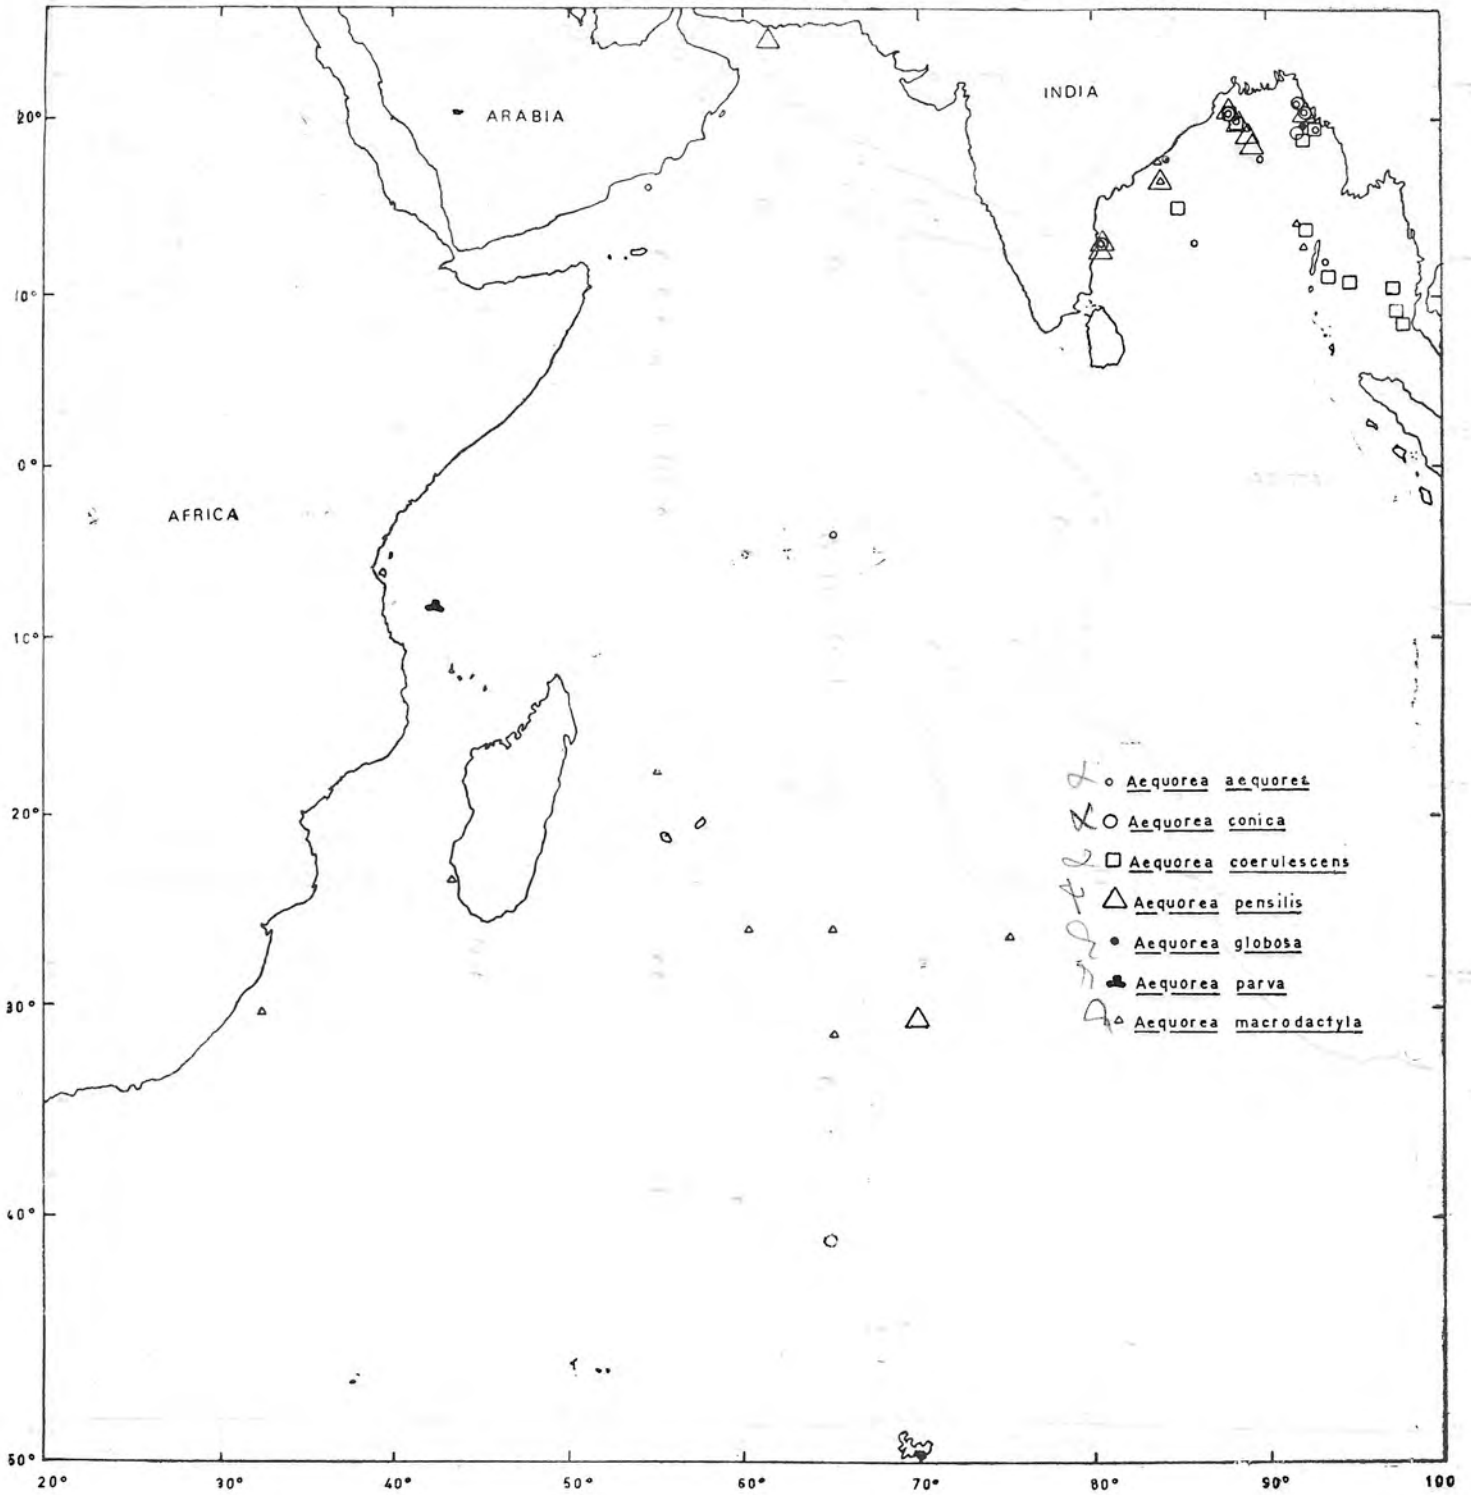 INDIA
20°
ARABIA
10°
0°
AFRICA
10°
Aequorea aequorea
20°
Aequorea conica
Aequorea coerulescens
Aequorea pensilis
Aequorea globosa
Aequorea parva
30°
Aequorea macrodactyla
40°
50°
20° 30° 40° 50° 60° 70° 80° 90° 100